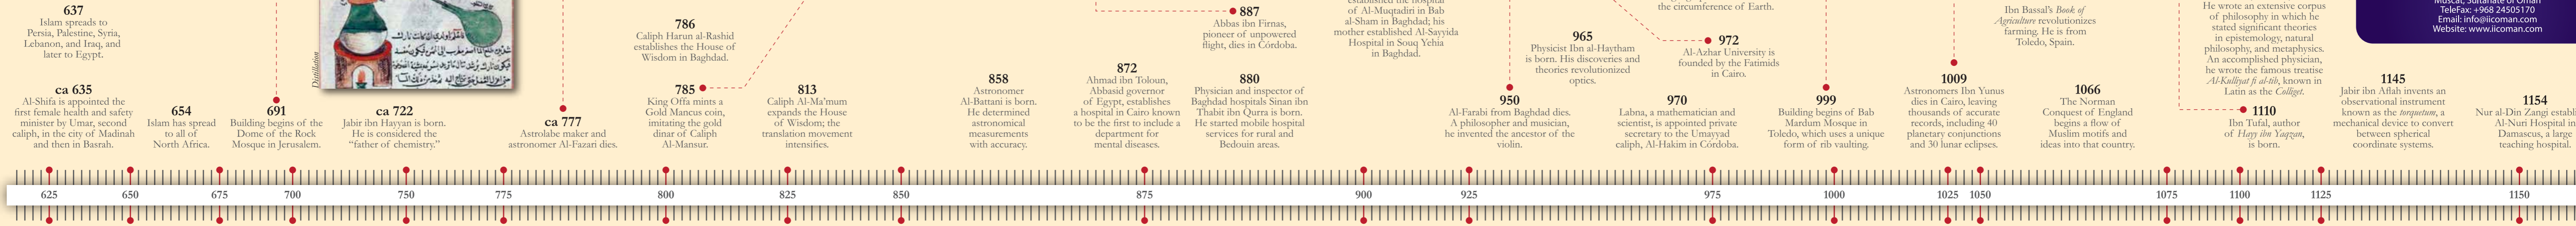 637
Islam spreads to
Persia, Palestine, Syria,
Lebanon, and Iraq, and
later to Egypt.
ca 635
Al-Shifa is appointed the
first female health and safety
minister by Umar, second
caliph, in the city of Madinah
and then in Basrah.
654
Islam has spread
to all of
North Africa.
691
Building begins of the
Dome of the Rock
Mosque in Jerusalem.
Distillation
ca 722
Jabir ibn Hayyan is born.
He is considered the
“father of chemistry.”
ca 777
Astrolabe maker and
astronomer Al-Fazari dies.
786
Caliph Harun al-Rashid
establishes the House of
Wisdom in Baghdad.
785
King Offa mints a
Gold Mancus coin,
imitating the gold
dinar of Caliph
Al-Mansur.
813
Caliph Al-Ma’mum
expands the House
of Wisdom; the
translation movement
intensifies.
858
Astronomer
Al-Battani is born.
He determined
astronomical
measurements
with accuracy.
872
Ahmad ibn Toloun,
Abbasid governor
of Egypt, establishes
a hospital in Cairo known
to be the first to include a
department for
mental diseases.
887
Abbas ibn Firnas,
pioneer of unpowered
flight, dies in Córdoba.
880
Physician and inspector of
Baghdad hospitals Sinan ibn
Thabit ibn Qurra is born.
He started mobile hospital
services for rural and
Bedouin areas.
established the hospital
of Al-Muqtadiri in Bab
al-Sham in Baghdad; his
mother established Al-Sayyida
Hospital in Souq Yehia
in Baghdad.
950
Al-Farabi from Baghdad dies.
A philosopher and musician,
he invented the ancestor of the
violin.
965
Physicist Ibn al-Haytham
is born. His discoveries and
theories revolutionized
optics.
the circumference of Earth.
972
Al-Azhar University is
founded by the Fatimids
in Cairo.
970
Labna, a mathematician and
scientist, is appointed private
secretary to the Umayyad
caliph, Al-Hakim in Córdoba.
999
Building begins of Bab
Mardum Mosque in
Toledo, which uses a unique
form of rib vaulting.
1009
Astronomers Ibn Yunus
dies in Cairo, leaving
thousands of accurate
records, including 40
planetary conjunctions
and 30 lunar eclipses.
Ibn Bassal’s Book of
Agriculture revolutionizes
farming. He is from
Toledo, Spain.
1066
The Norman
Conquest of England
begins a flow of
Muslim motifs and
ideas into that country.
He wrote an extensive corpus
of philosophy in which he
stated significant theories
in epistemology, natural
philosophy, and metaphysics.
An accomplished physician,
he wrote the famous treatise
Al-Kulliyat fi al-tib, known in
Latin as the Colliget.
1110
Ibn Tufal, author
of Hayy ibn Yaqzan,
is born.
Muscat, Sultanate of Oman
TeleFax: +968 24505170
Email: info@iicoman.com
Website: www.iicoman.com
1145
Jabir ibn Aflah invents an
observational instrument
known as the torquetum, a
mechanical device to convert
between spherical
coordinate systems.
1154
Nur al-Din Zangi establi
Al-Nuri Hospital in
Damascus, a large
teaching hospital.
625 650 675 700 750 775 800 825 850 875 900 925 975 1000 1025 1050 1075 1100 1125 1150